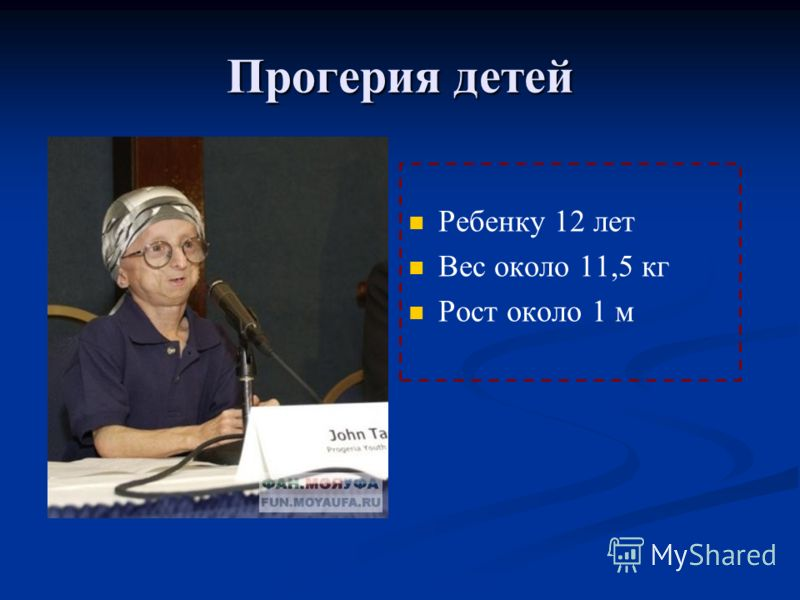 Прогерия детей
Ребенку 12 лет
Вес около 11,5 кг
Рост около 1 м
John Ta
Progeria Youth
ФАН.МОЯУФА
FUN.MOYAUFA.RU
MyShared